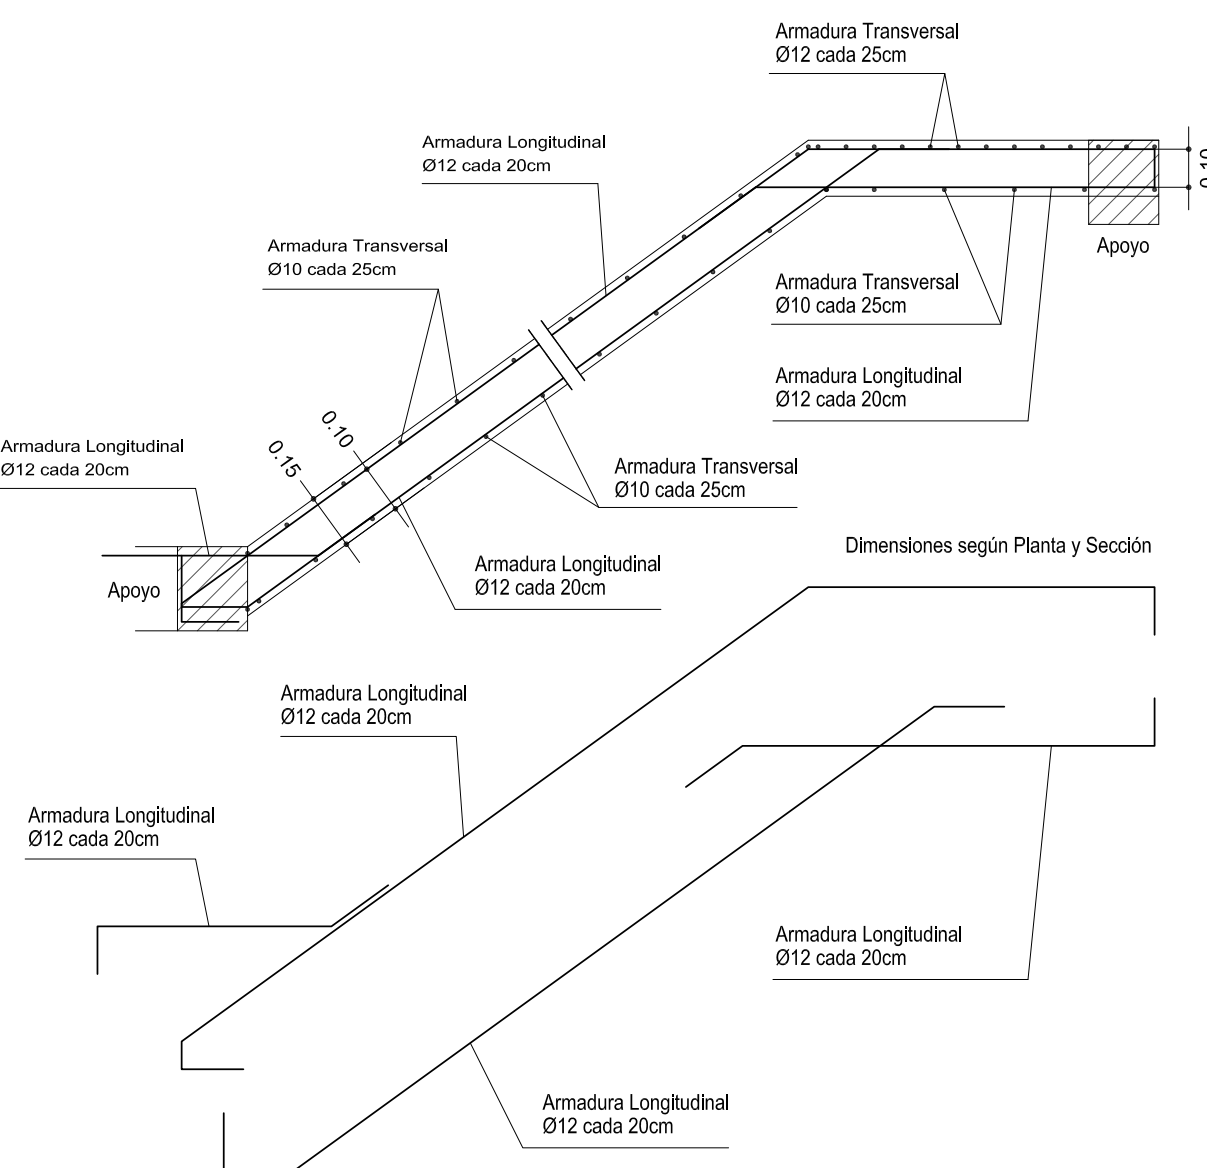 Armadura Transversal
Ø12 cada 25cm
Armadura Longitudinal
Ø12 cada 20cm
0.10
Armadura Transversal
Ø10 cada 25cm
Apoyo
Armadura Transversal
Ø10 cada 25cm
Armadura Longitudinal
Ø12 cada 20cm
0.10
0.15
Armadura Longitudinal
Ø12 cada 20cm
Armadura Transversal
Ø10 cada 25cm
Dimensiones según Planta y Sección
Armadura Longitudinal
Ø12 cada 20cm
Apoyo
Armadura Longitudinal
Ø12 cada 20cm
Armadura Longitudinal
Ø12 cada 20cm
Armadura Longitudinal
Ø12 cada 20cm
Armadura Longitudinal
Ø12 cada 20cm